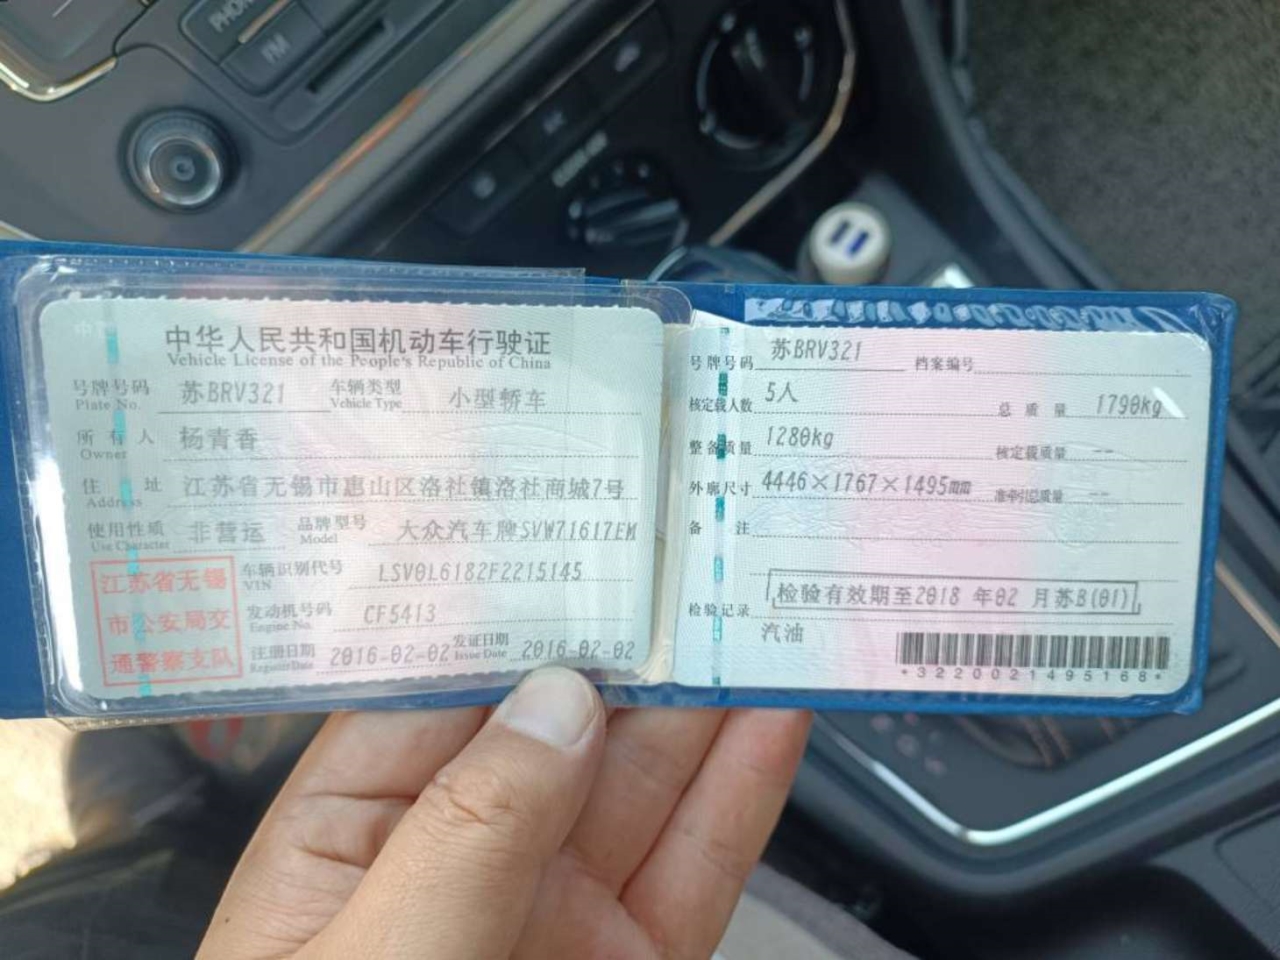 PHON
FM
中华人民共和国机动车行驶证
Vehicle License of the People's Republic of China
号牌号码 苏BRV321 车辆类型 小型轿车
Plate No. Vehicle Type
所有人 杨青香
Owner
住址 江苏省无锡市惠山区洛社镇洛社商城7号
Address
使用性质 非营运 品牌型号 大众汽车牌SVW71617EM
Use Character Model
车辆识别代号 LSV0L6182F2215145
VIN
发动机号码 CF5413
Engine No.
注册日期 2016-02-02 发证日期 2016-02-02
Register Date Issue Date
江苏省无锡
市公安局交
通警察支队
号牌号码 苏BRV321 档案编号
核定载人数 5人 总质量 1790kg
整备质量 1280kg 核定载质量 --
外廓尺寸 4446×1767×1495mm 准牵引总质量 --
备注
检验记录 检验有效期至2018 年02 月苏B(01)
汽油
*3220021495168*